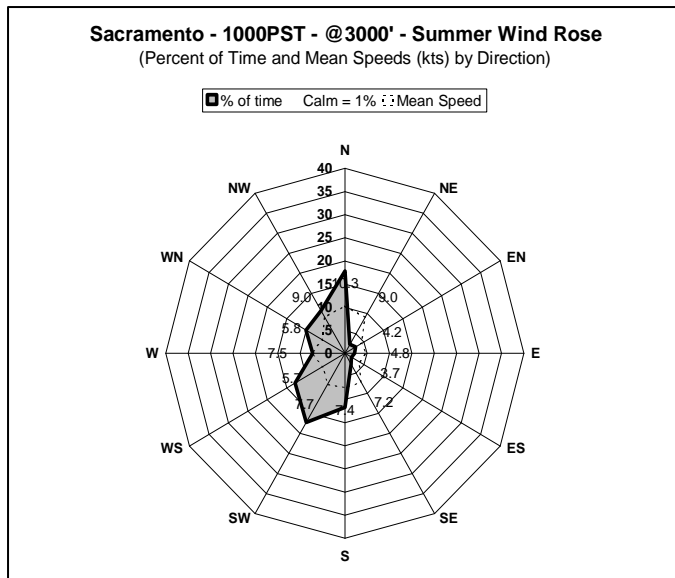 Sacramento - 1000PST - @3000' - Summer Wind Rose
(Percent of Time and Mean Speeds (kts) by Direction)
% of time Calm = 1% Mean Speed
N
40
NW 35 NE
30
25
WN 20 EN
15 10.3
9.0 10 9.0
5.8 5 4.2
W 7.5 0 4.8 E
5.7 3.7
7.7 7.4 7.2
WS ES
SW SE
S